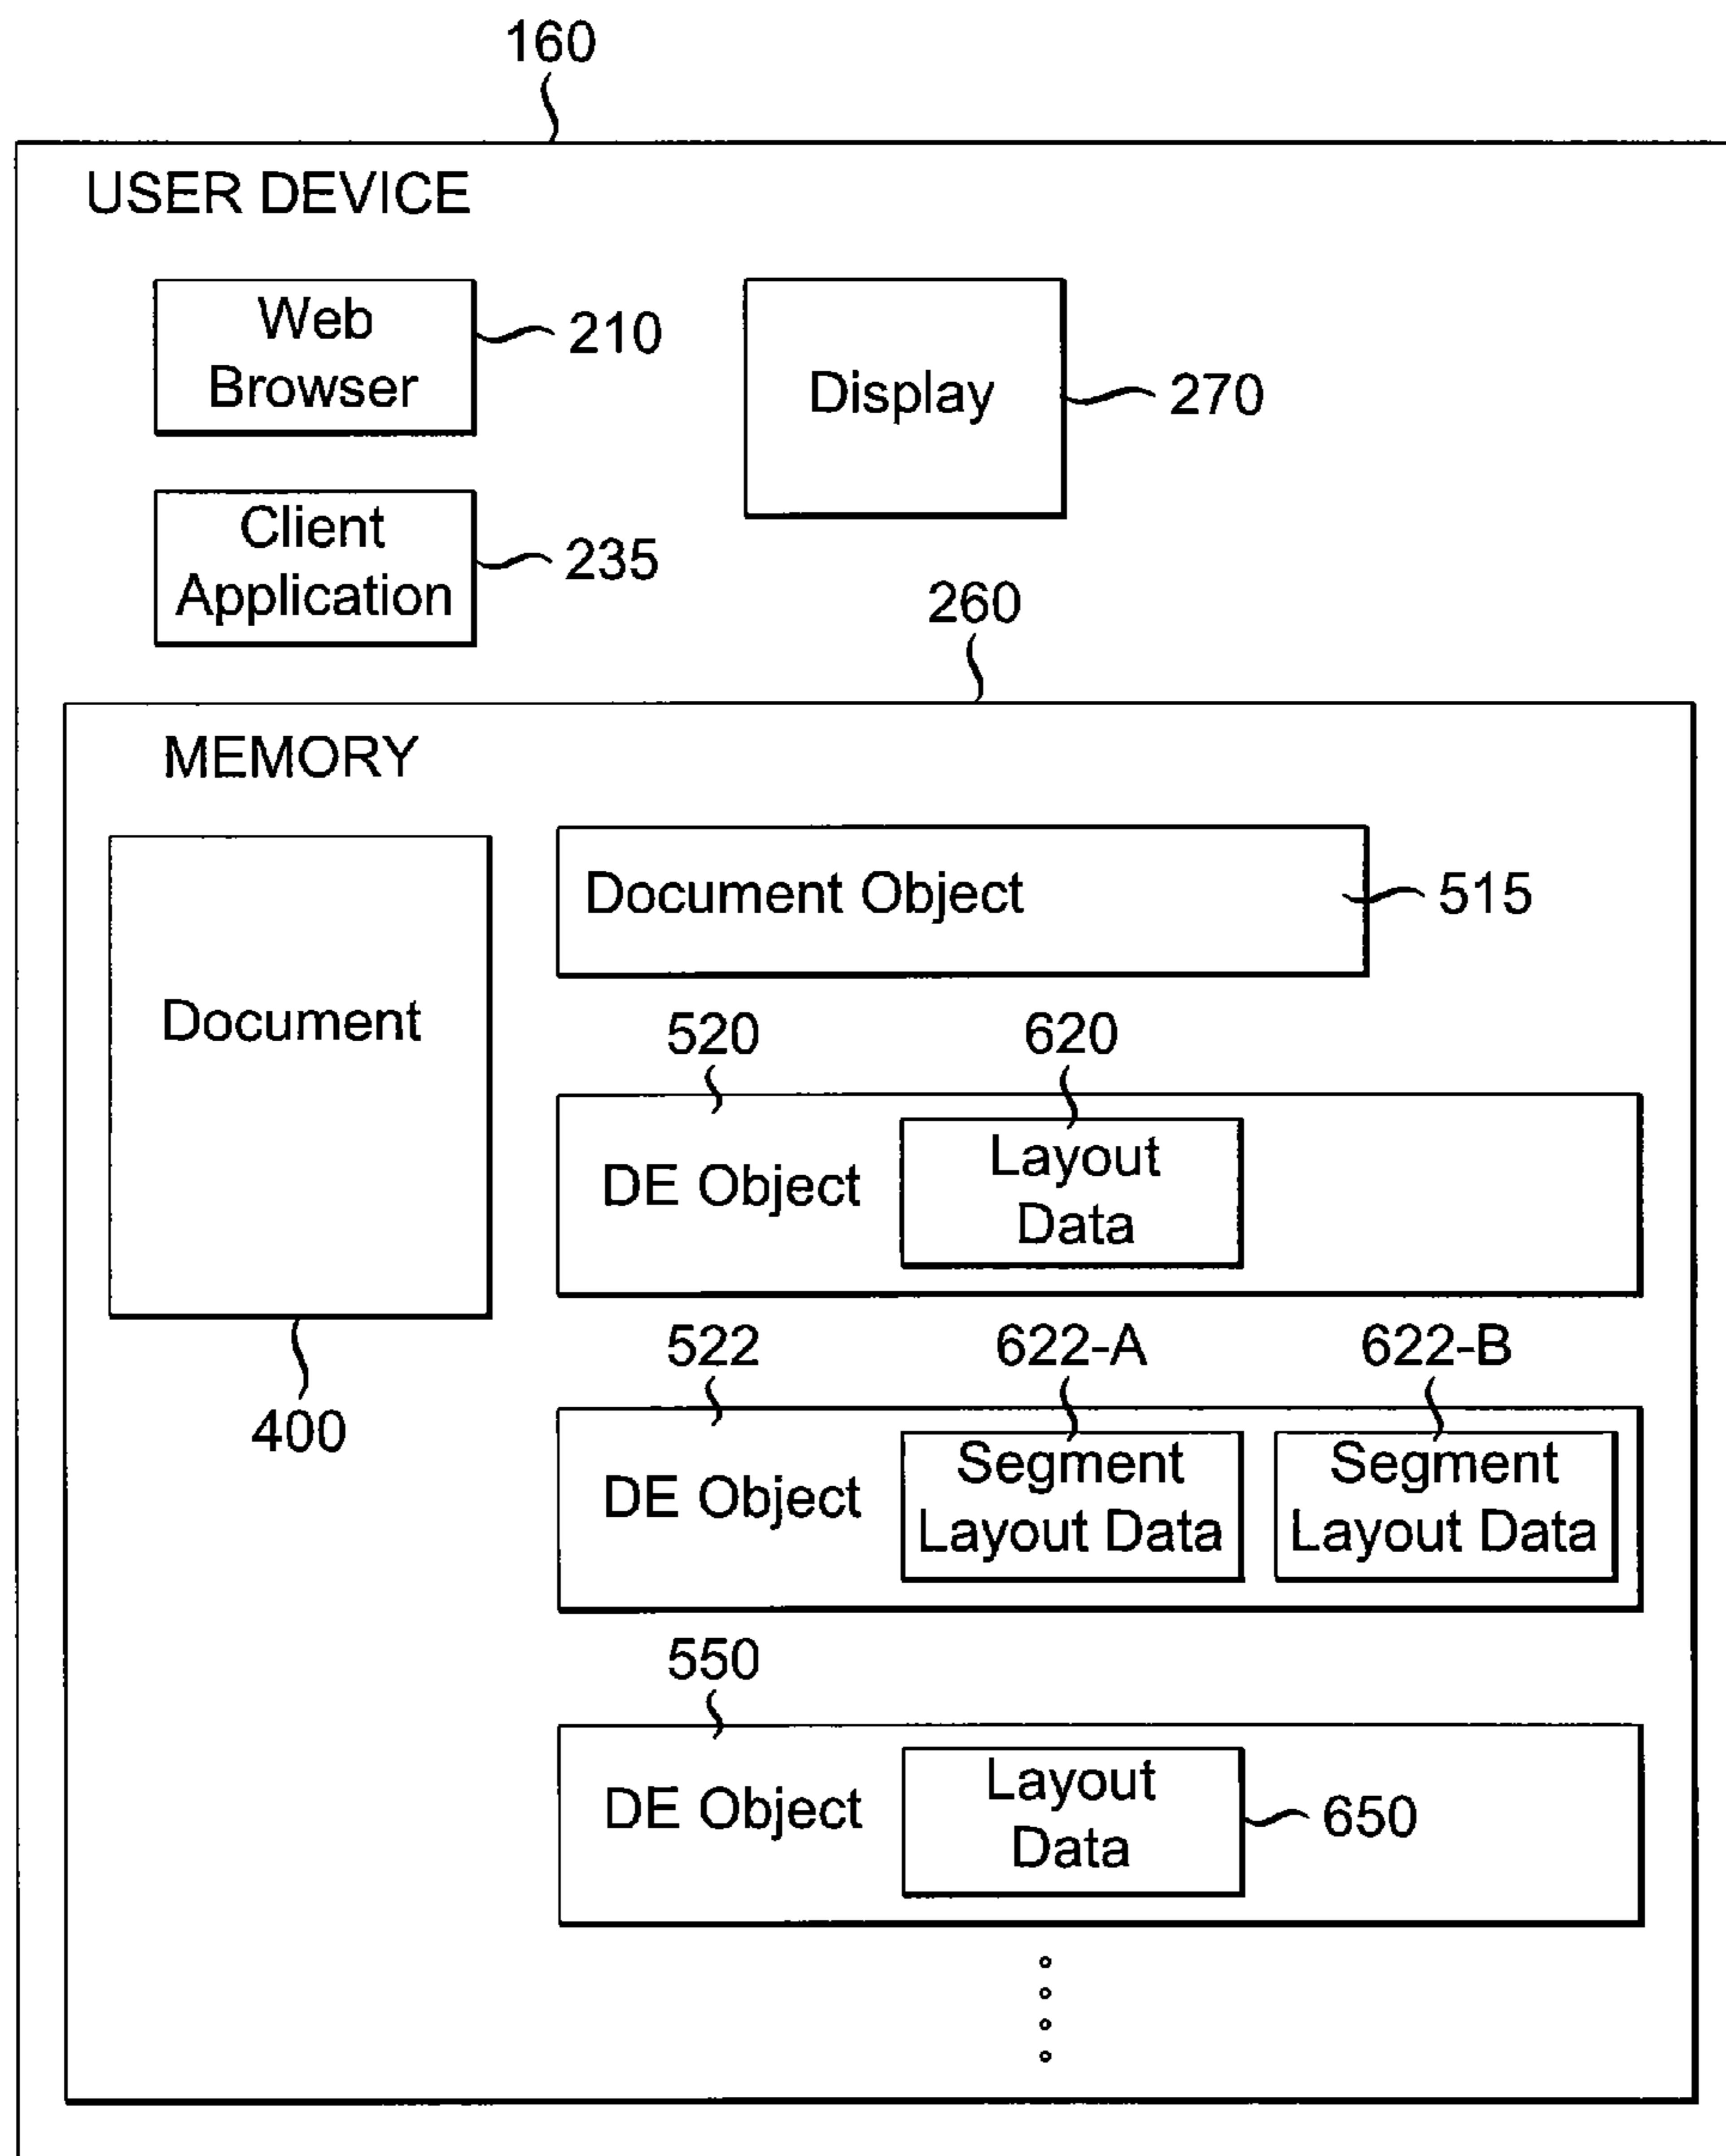 160
USER DEVICE
Web
Browser
210
Display
270
Client
Application
235
260
MEMORY
Document
400
Document Object
515
520
620
DE Object
Layout
Data
522
622-A
622-B
DE Object
Segment
Layout Data
Segment
Layout Data
550
DE Object
Layout
Data
650